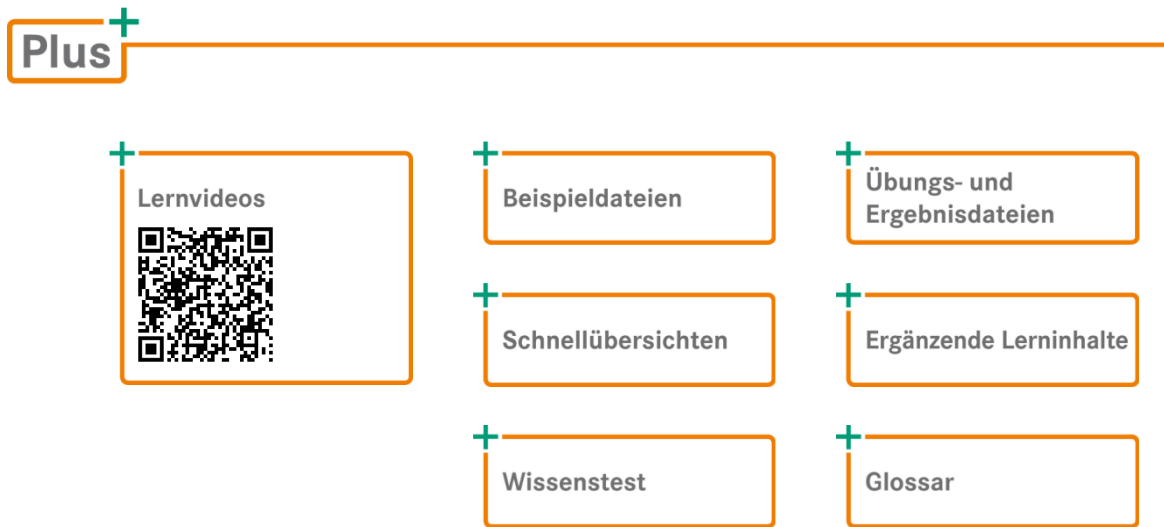 Plus
Lernvideos
Beispieldateien
Übungs- und
Ergebnisdateien
Schnellübersichten
Ergänzende Lerninhalte
Wissenstest
Glossar